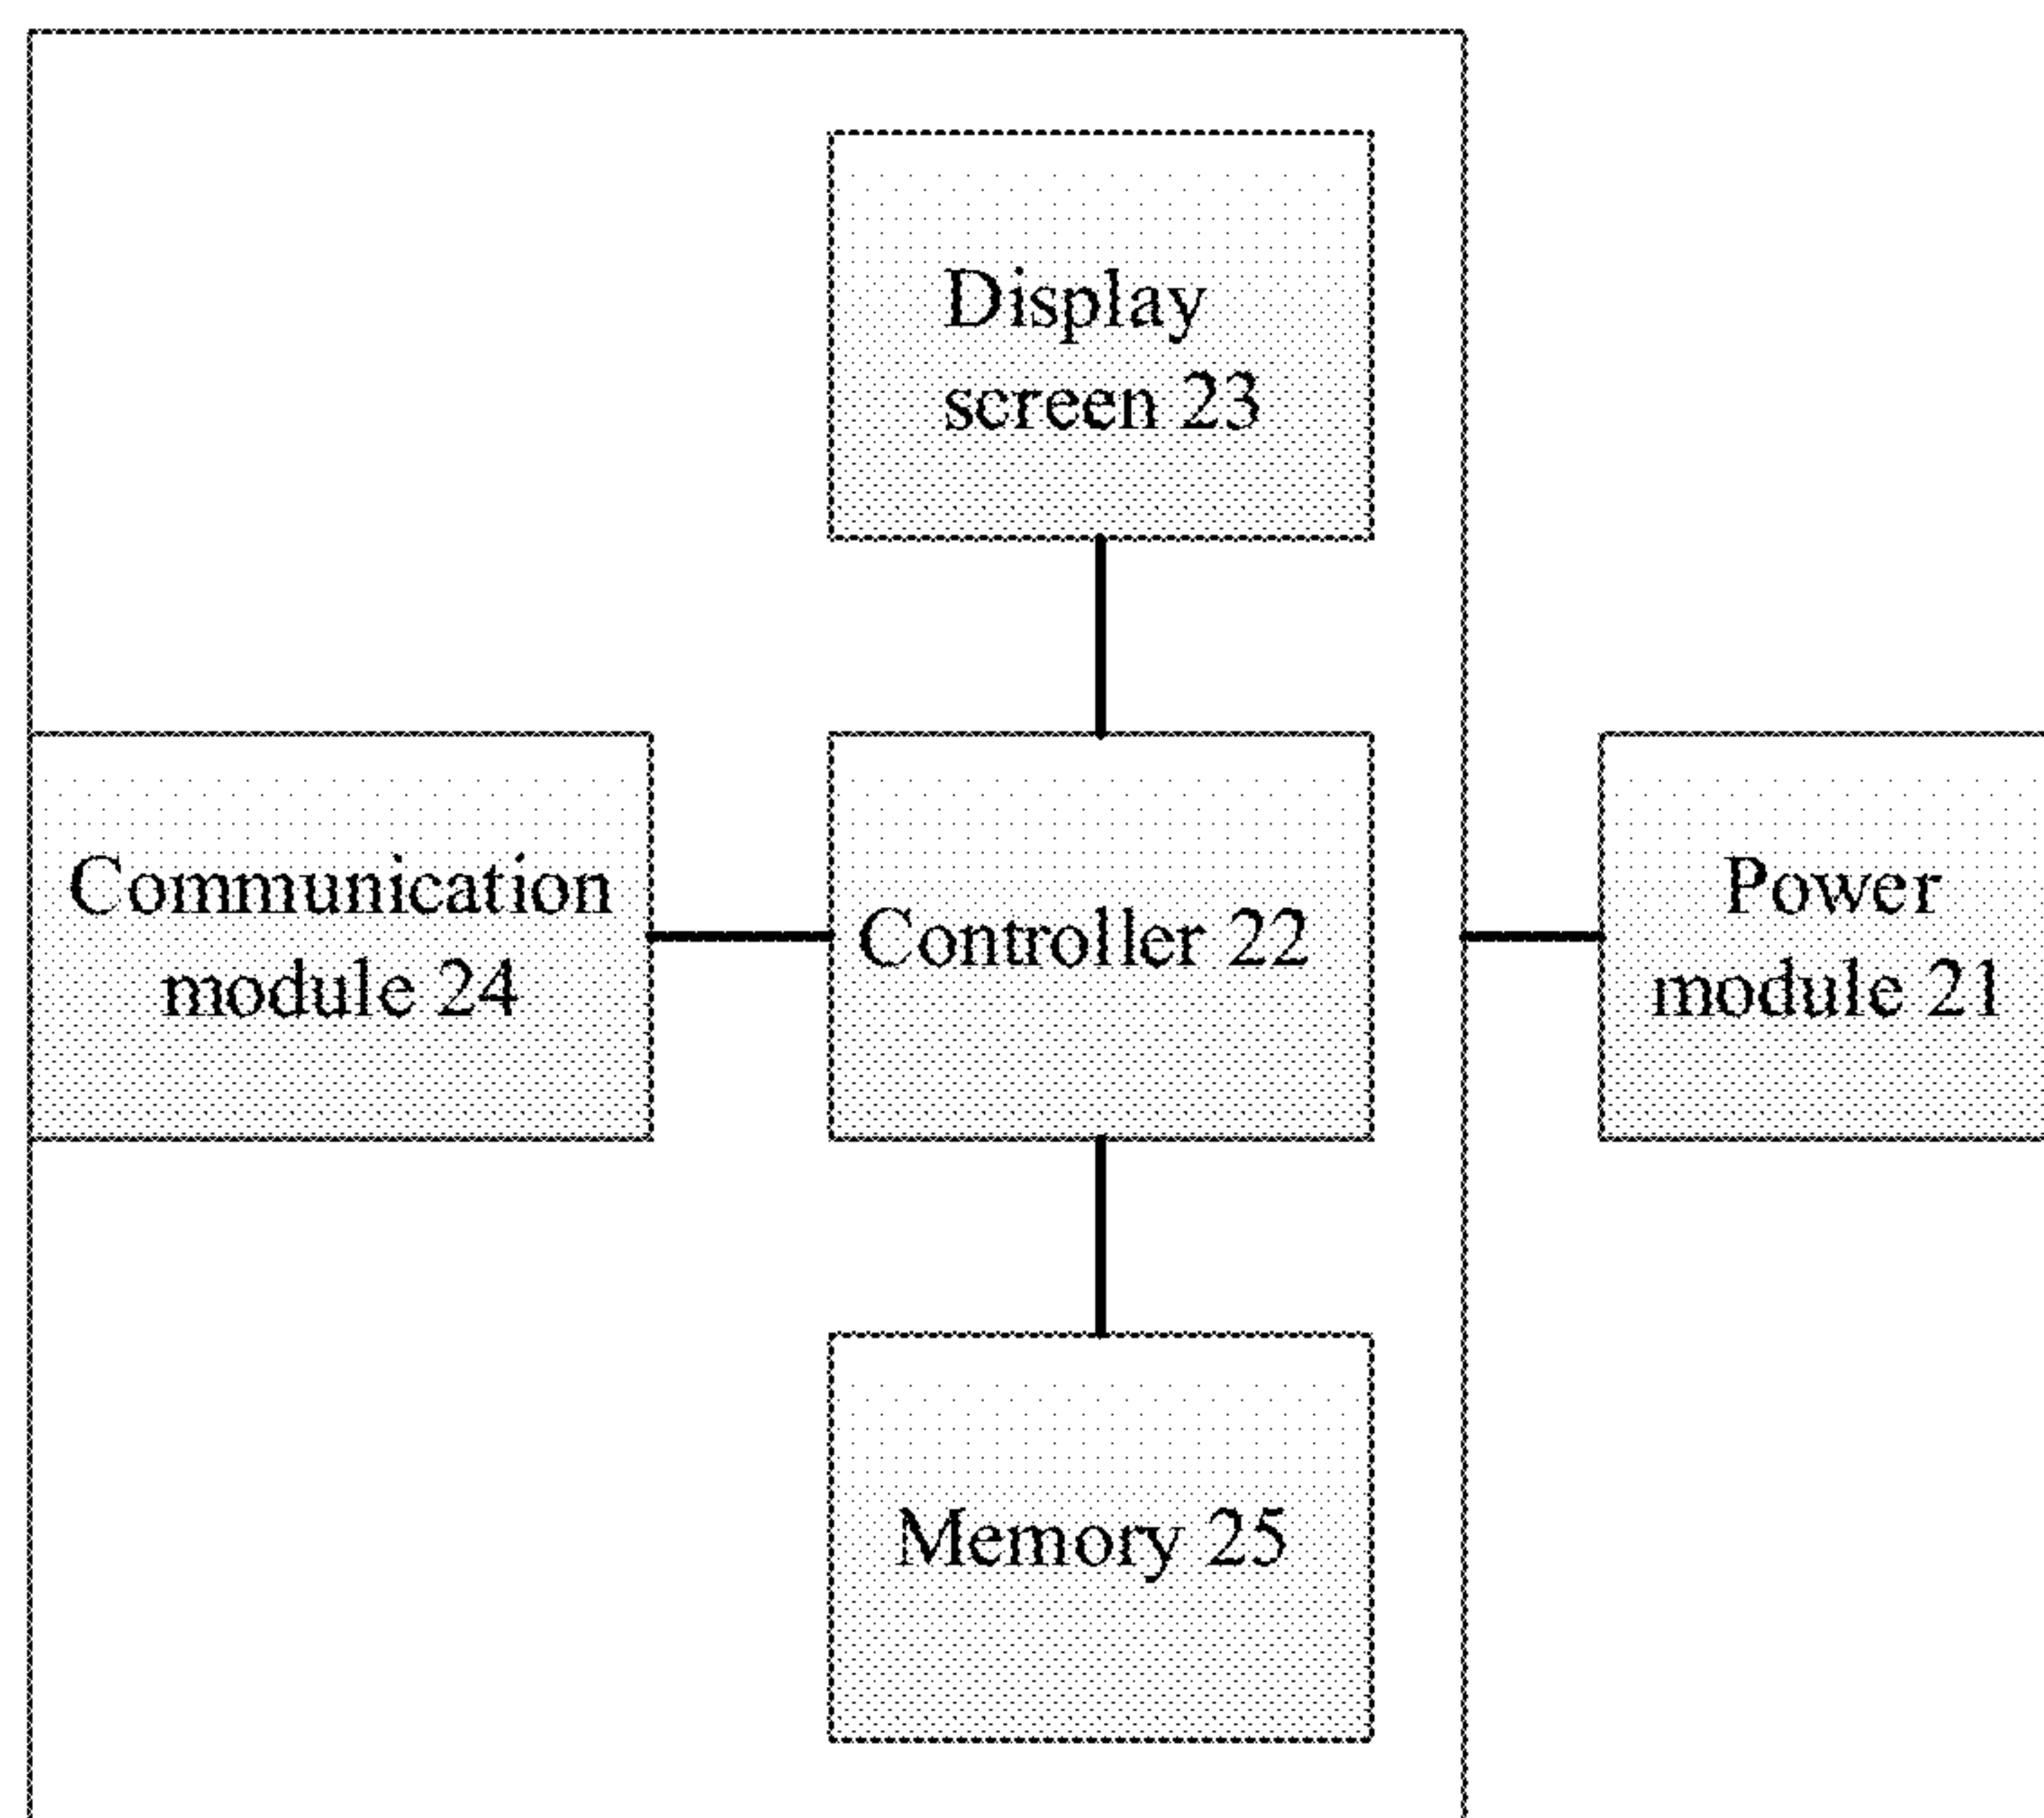 Display
screen 23
Communication
module 24
Controller 22
Power
module 21
Memory 25